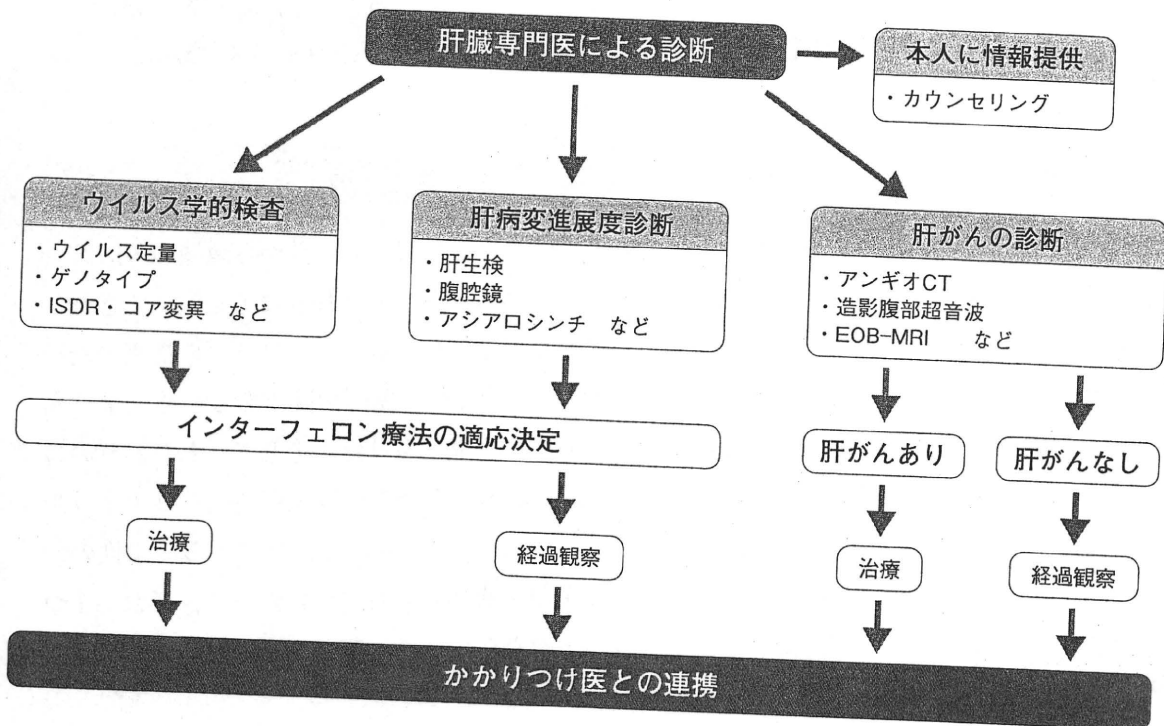 肝臓専門医による診断
本人に情報提供
・カウンセリング
ウイルス学的検査
・ウイルス定量
・ゲノタイプ
・ISDR・コア変異　など
肝病変進展度診断
・肝生検
・腹腔鏡
・アシアロシンチ　など
肝がんの診断
・アンギオCT
・造影腹部超音波
・EOB-MRI　　など
インターフェロン療法の適応決定
肝がんあり
肝がんなし
治療
経過観察
治療
経過観察
かかりつけ医との連携